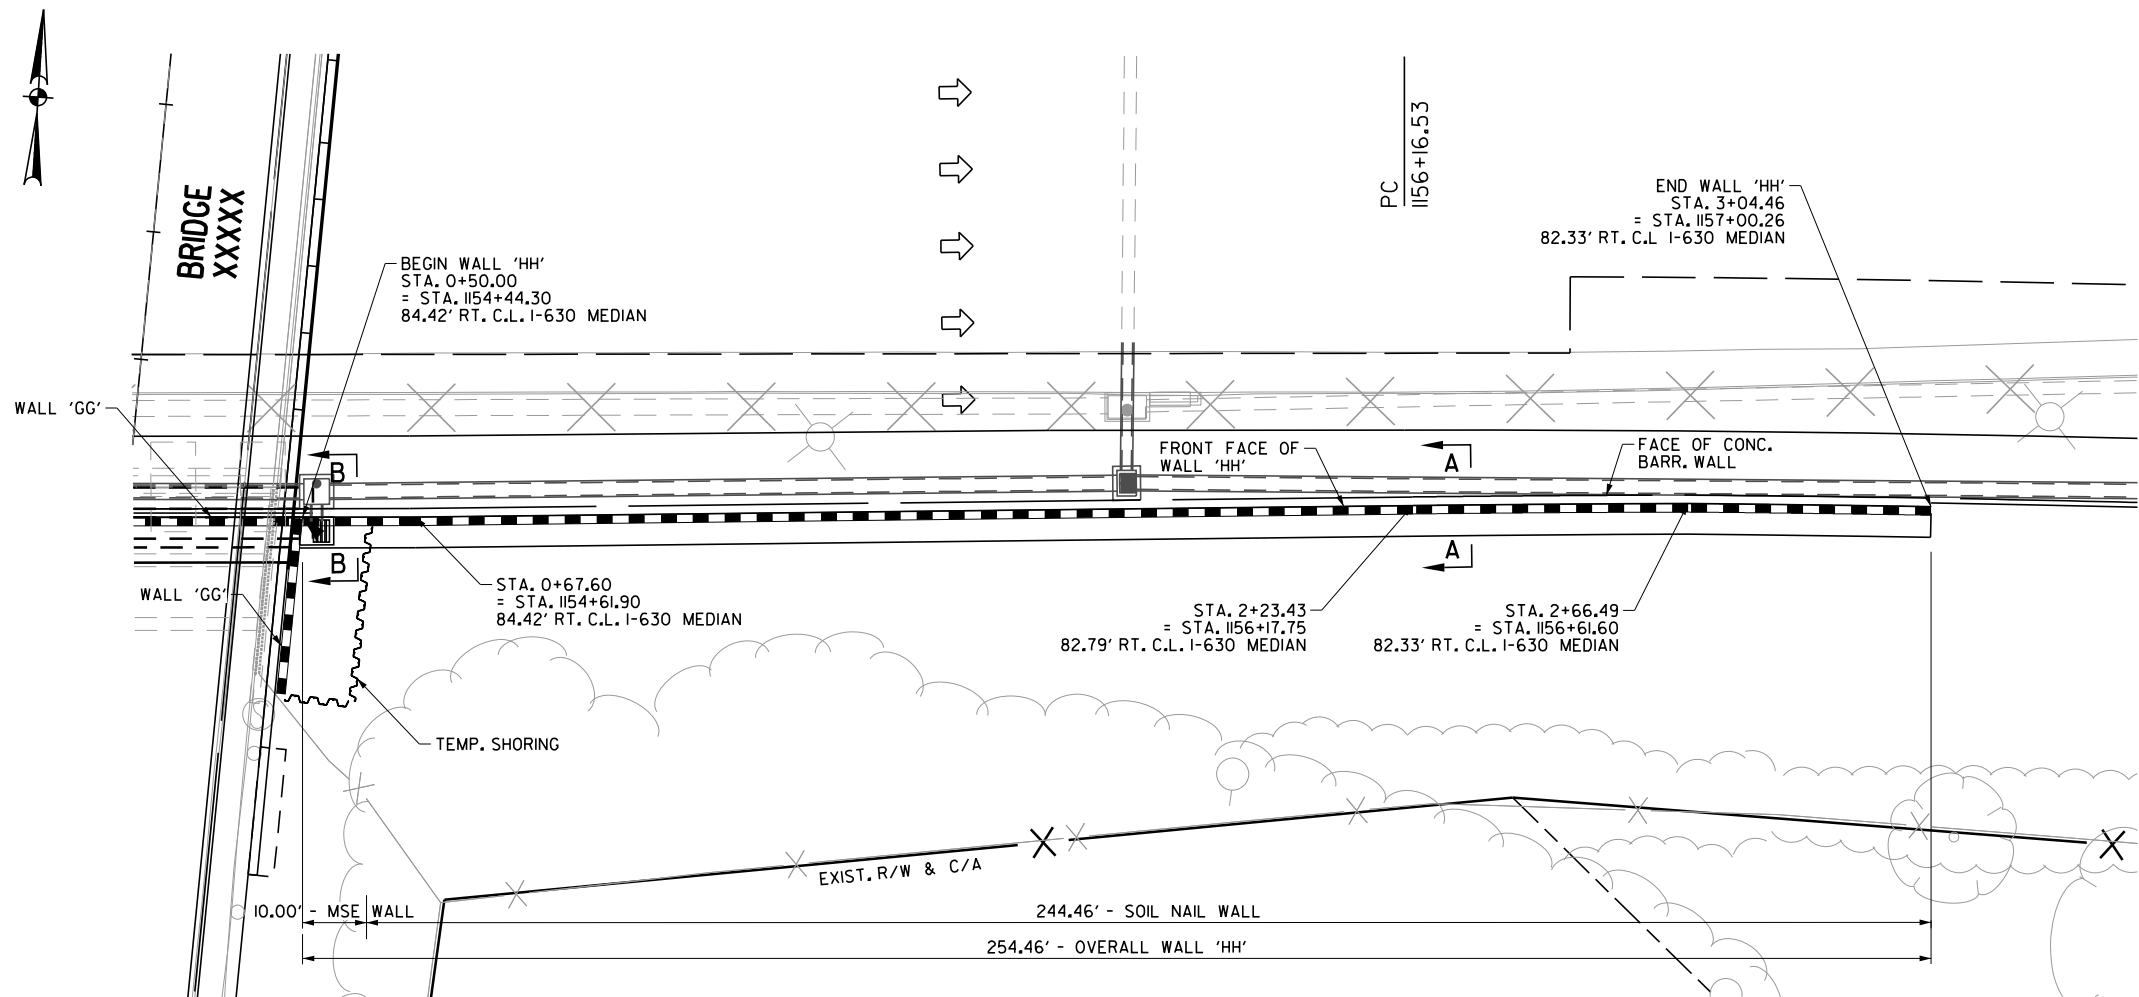 BRIDGE
XXXXX
PC
1156+16.53
END WALL 'HH'
STA. 3+04.46
= STA. 1157+00.26
82.33' RT. C.L I-630 MEDIAN
BEGIN WALL 'HH'
STA. 0+50.00
= STA. 1154+44.30
84.42' RT. C.L. I-630 MEDIAN
WALL 'GG'
B
FRONT FACE OF
WALL 'HH'
A
FACE OF CONC.
BARR. WALL
B
A
WALL 'GG'
STA. 0+67.60
= STA. 1154+61.90
84.42' RT. C.L. I-630 MEDIAN
STA. 2+23.43
= STA. 1156+17.75
82.79' RT. C.L. I-630 MEDIAN
STA. 2+66.49
= STA. 1156+61.60
82.33' RT. C.L. I-630 MEDIAN
TEMP. SHORING
EXIST. R/W & C/A
10.00' - MSE WALL
244.46' - SOIL NAIL WALL
254.46' - OVERALL WALL 'HH'